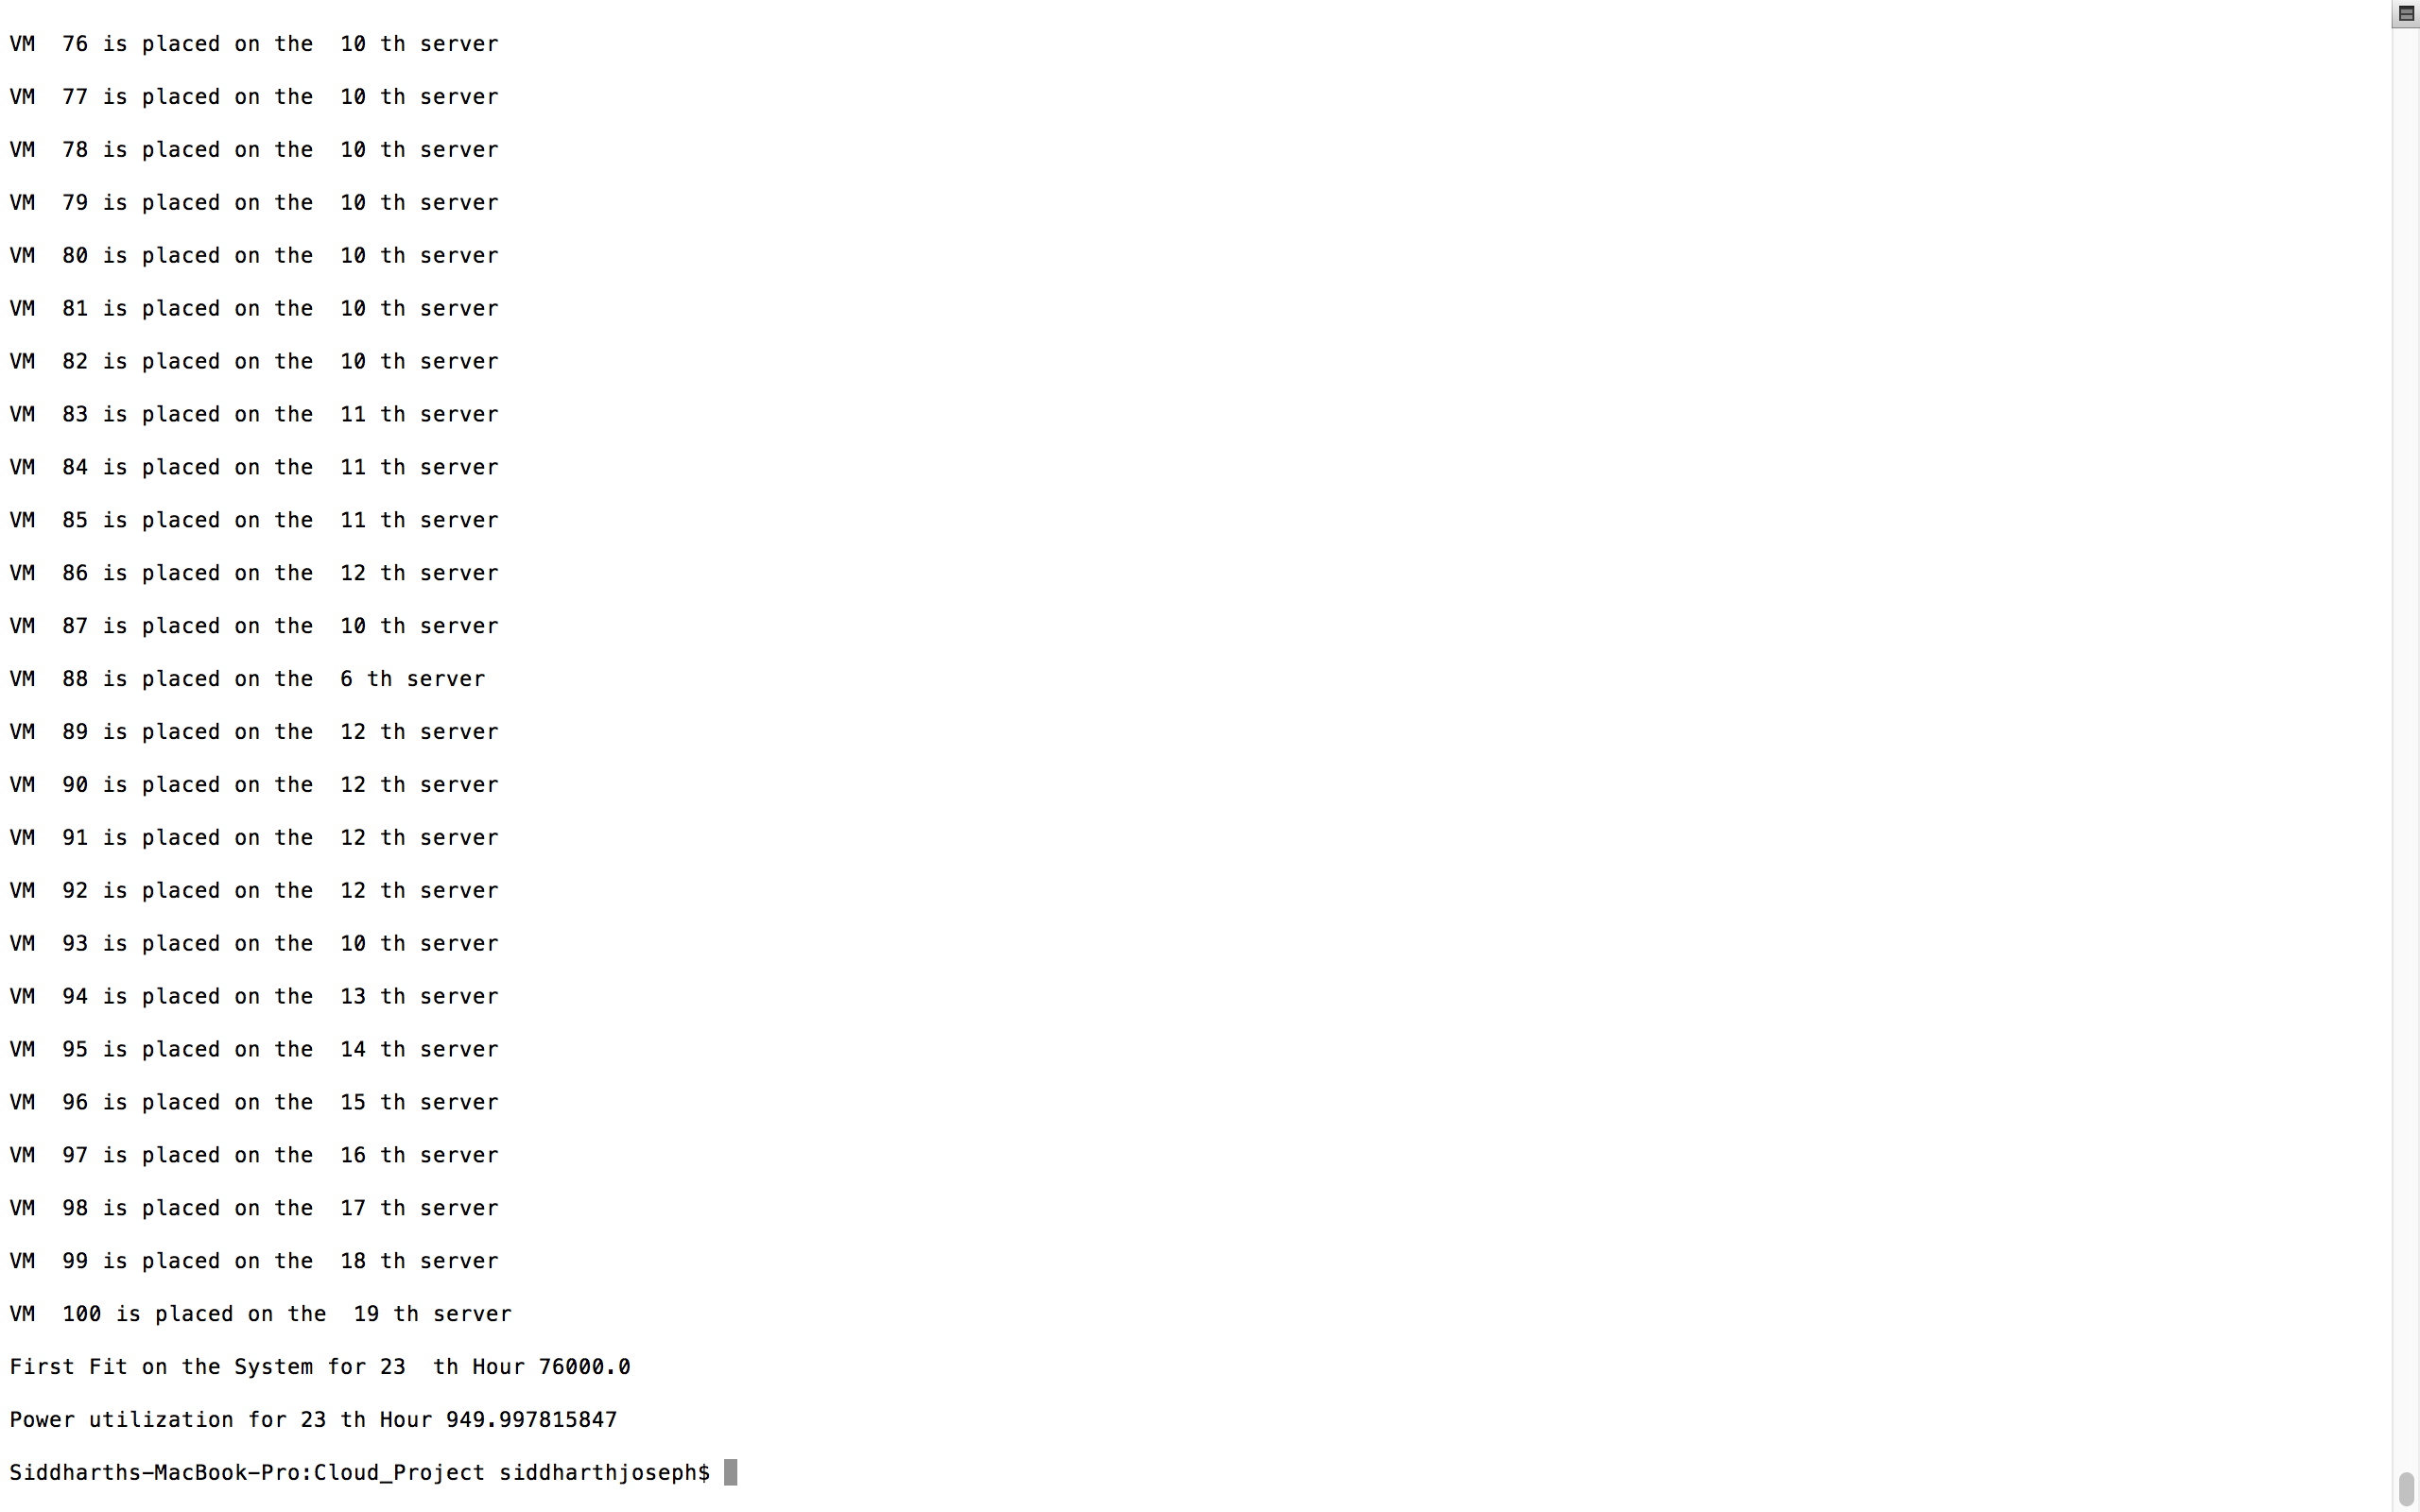 VM  76 is placed on the  10 th server
VM  77 is placed on the  10 th server
VM  78 is placed on the  10 th server
VM  79 is placed on the  10 th server
VM  80 is placed on the  10 th server
VM  81 is placed on the  10 th server
VM  82 is placed on the  10 th server
VM  83 is placed on the  11 th server
VM  84 is placed on the  11 th server
VM  85 is placed on the  11 th server
VM  86 is placed on the  12 th server
VM  87 is placed on the  10 th server
VM  88 is placed on the  6 th server
VM  89 is placed on the  12 th server
VM  90 is placed on the  12 th server
VM  91 is placed on the  12 th server
VM  92 is placed on the  12 th server
VM  93 is placed on the  10 th server
VM  94 is placed on the  13 th server
VM  95 is placed on the  14 th server
VM  96 is placed on the  15 th server
VM  97 is placed on the  16 th server
VM  98 is placed on the  17 th server
VM  99 is placed on the  18 th server
VM  100 is placed on the  19 th server
First Fit on the System for 23  th Hour 76000.0
Power utilization for 23 th Hour 949.997815847
Siddharths-MacBook-Pro:Cloud_Project siddharthjoseph$